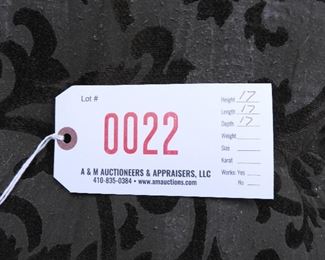 Lot #
0022
A & M AUCTIONEERS & APPRAISERS, LLC
410-835-0384 • www.amauctions.com
Height 17
Length 17
Depth 17
Weight
Size
Karat
Works: Yes
No